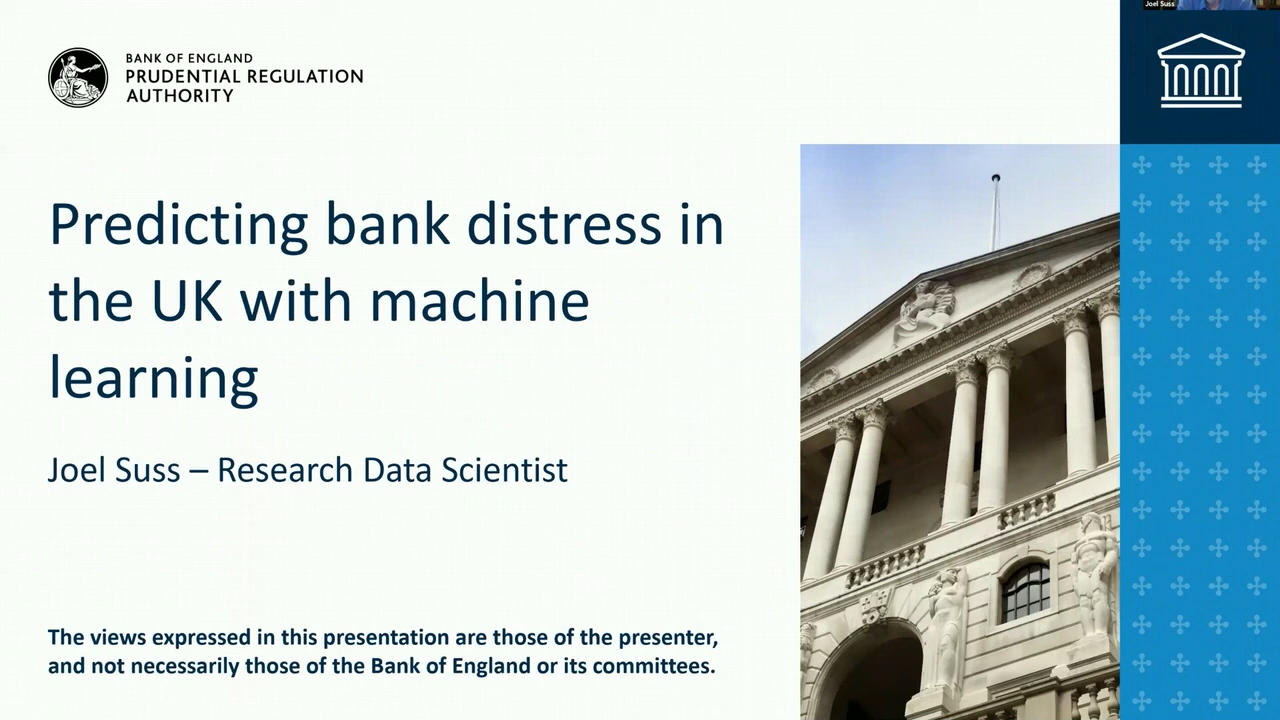 Joel Suss
BANK OF ENGLAND
PRUDENTIAL REGULATION
AUTHORITY
Predicting bank distress in
the UK with machine
learning
Joel Suss – Research Data Scientist
The views expressed in this presentation are those of the presenter,
and not necessarily those of the Bank of England or its committees.